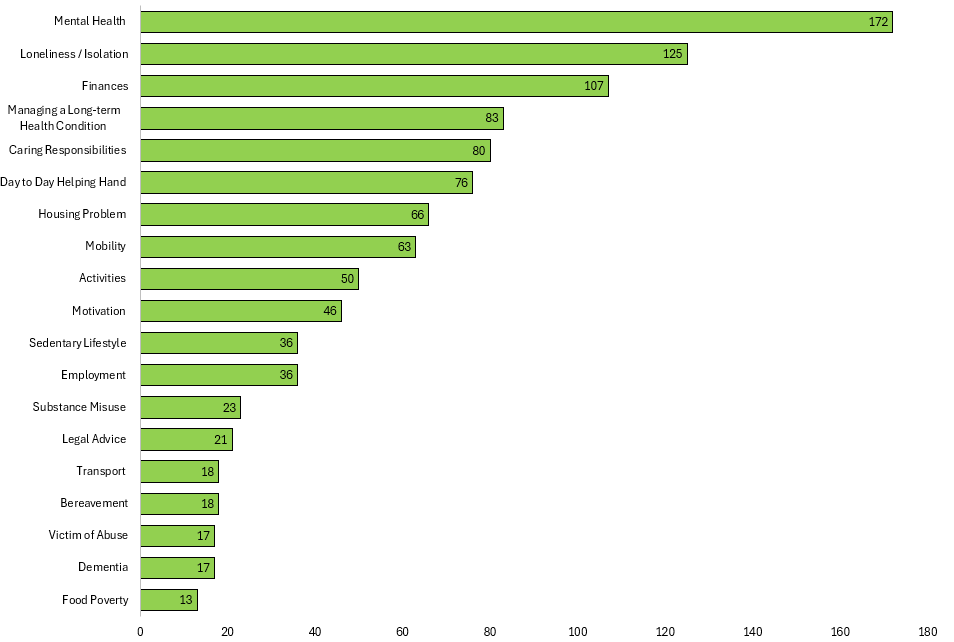 Mental Health 172
Loneliness / Isolation 125
Finances 107
Managing a Long-term
Health Condition 83
Caring Responsibilities 80
Day to Day Helping Hand 76
Housing Problem 66
Mobility 63
Activities 50
Motivation 46
Sedentary Lifestyle 36
Employment 36
Substance Misuse 23
Legal Advice 21
Transport 18
Bereavement 18
Victim of Abuse 17
Dementia 17
Food Poverty 13
0 20 40 60 80 100 120 140 160 180